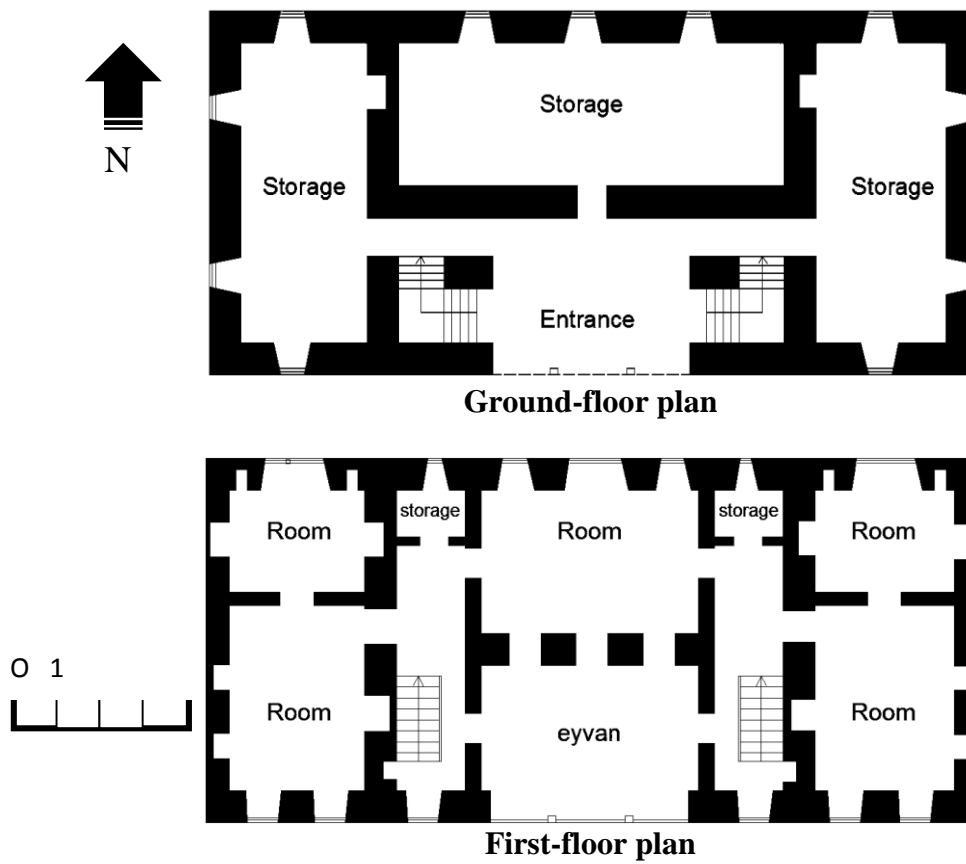 N
Storage
Storage
Storage
Entrance
Ground-floor plan
storage
storage
Room
Room
Room
O 1
Room
eyvan
Room
First-floor plan